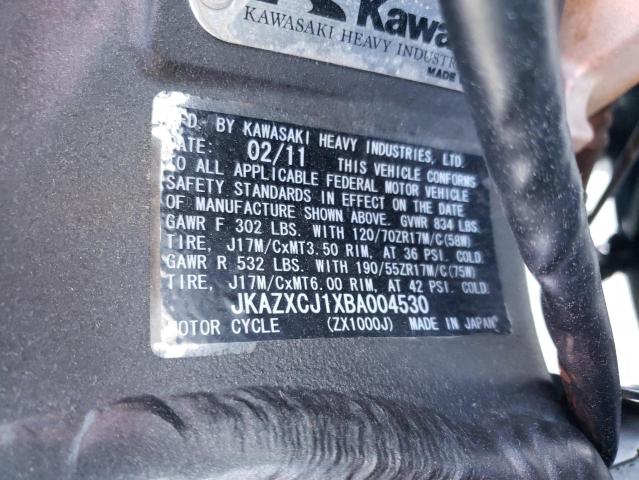 Kawa
KAWASAKI HEAVY INDUSTR
MADE
MFD. BY KAWASAKI HEAVY INDUSTRIES, LTD.
DATE: 02/11 THIS VEHICLE CONFORMS
TO ALL APPLICABLE FEDERAL MOTOR VEHICLE
SAFETY STANDARDS IN EFFECT ON THE DATE
OF MANUFACTURE SHOWN ABOVE. GVWR 834 LBS.
GAWR F 302 LBS. WITH 120/70ZR17M/C(58W)
TIRE, J17M/CxMT3.50 RIM, AT 36 PSI. COLD.
GAWR R 532 LBS. WITH 190/55ZR17M/C(75W)
TIRE, J17M/CxMT6.00 RIM, AT 42 PSI. COLD.
JKAZXCJ1XBA004530
MOTOR CYCLE (ZX1000J) MADE IN JAPAN